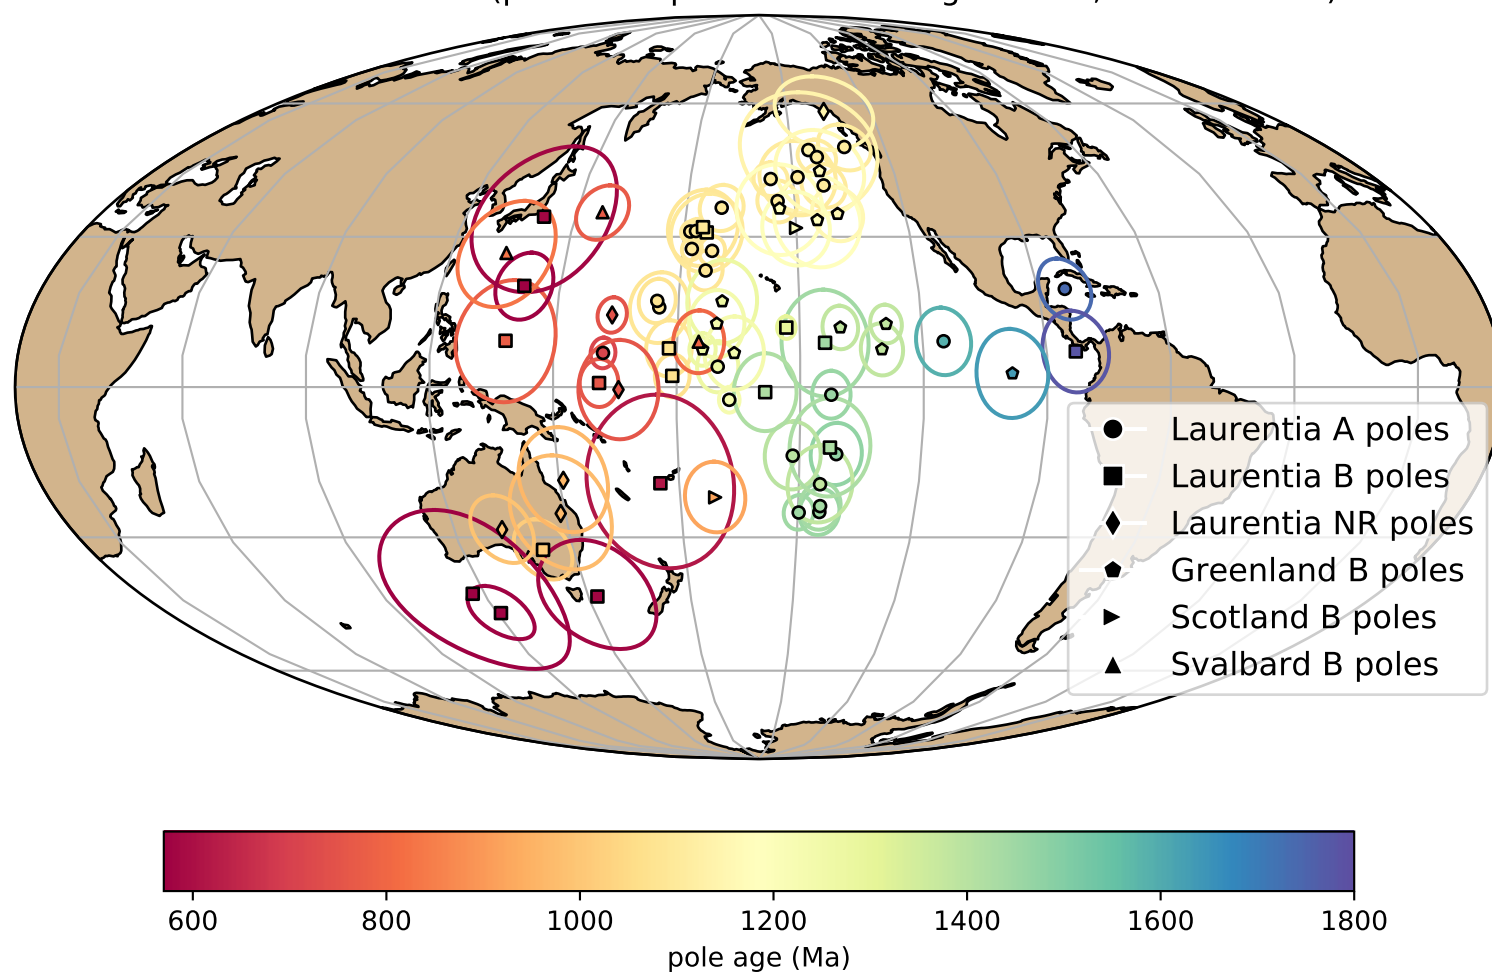 Laurentia A poles
Laurentia B poles
Laurentia NR poles
Greenland B poles
Scotland B poles
Svalbard B poles
600 800 1000 1200 1400 1600 1800
pole age (Ma)